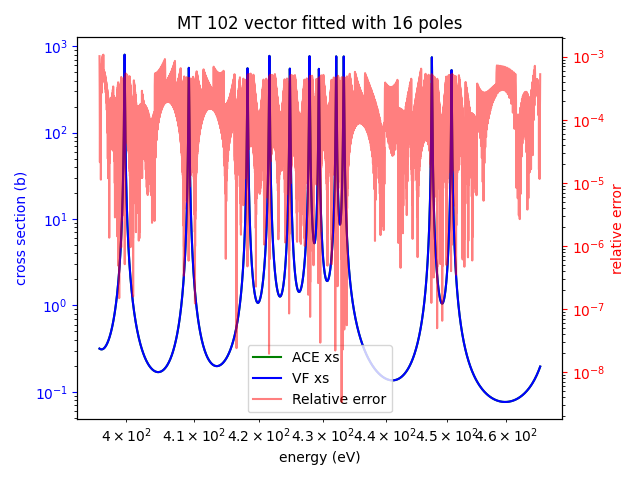 MT 102 vector fitted with 16 poles
10³
10²
10¹
10⁰
10⁻¹
cross section (b)
10⁻³
10⁻⁴
10⁻⁵
10⁻⁶
10⁻⁷
10⁻⁸
relative error
ACE xs
VF xs
Relative error
4 × 10² 4.1 × 10² 4.2 × 10² 4.3 × 10² 4.4 × 10² 4.5 × 10² 4.6 × 10²
energy (eV)